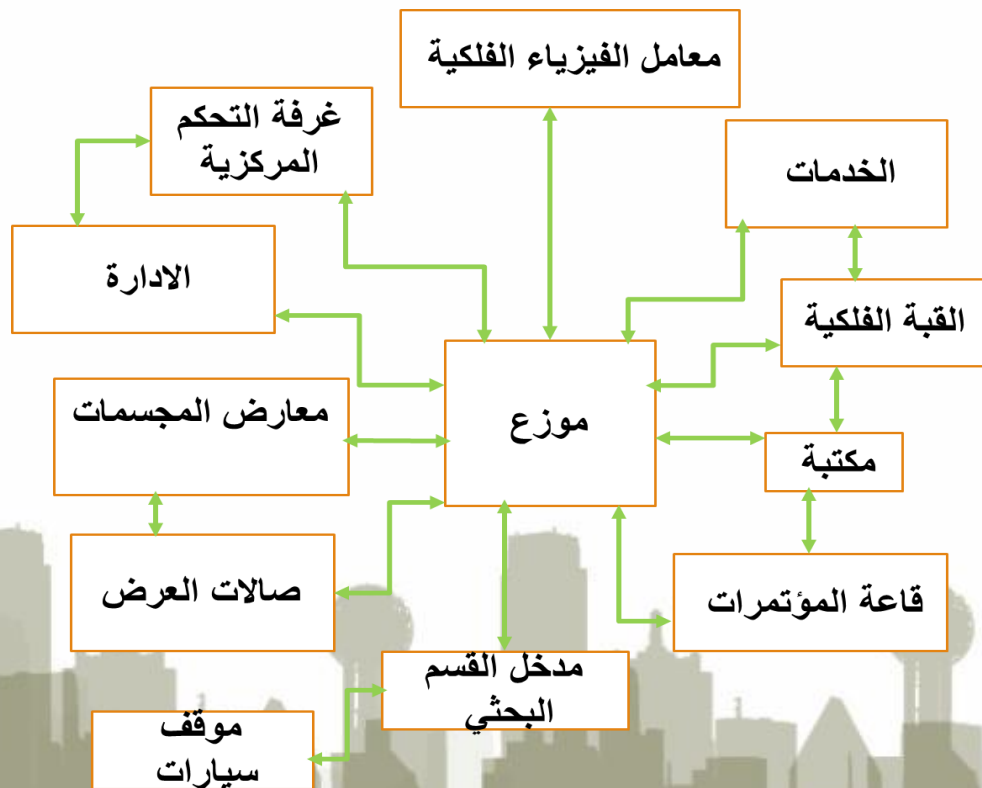 معامل الفيزياء الفلكية
غرفة التحكم
المركزية
الخدمات
الادارة
القبة الفلكية
معارض المجسمات
موزع
مكتبة
صالات العرض
قاعة المؤتمرات
مدخل القسم
البحثي
موقف
سيارات